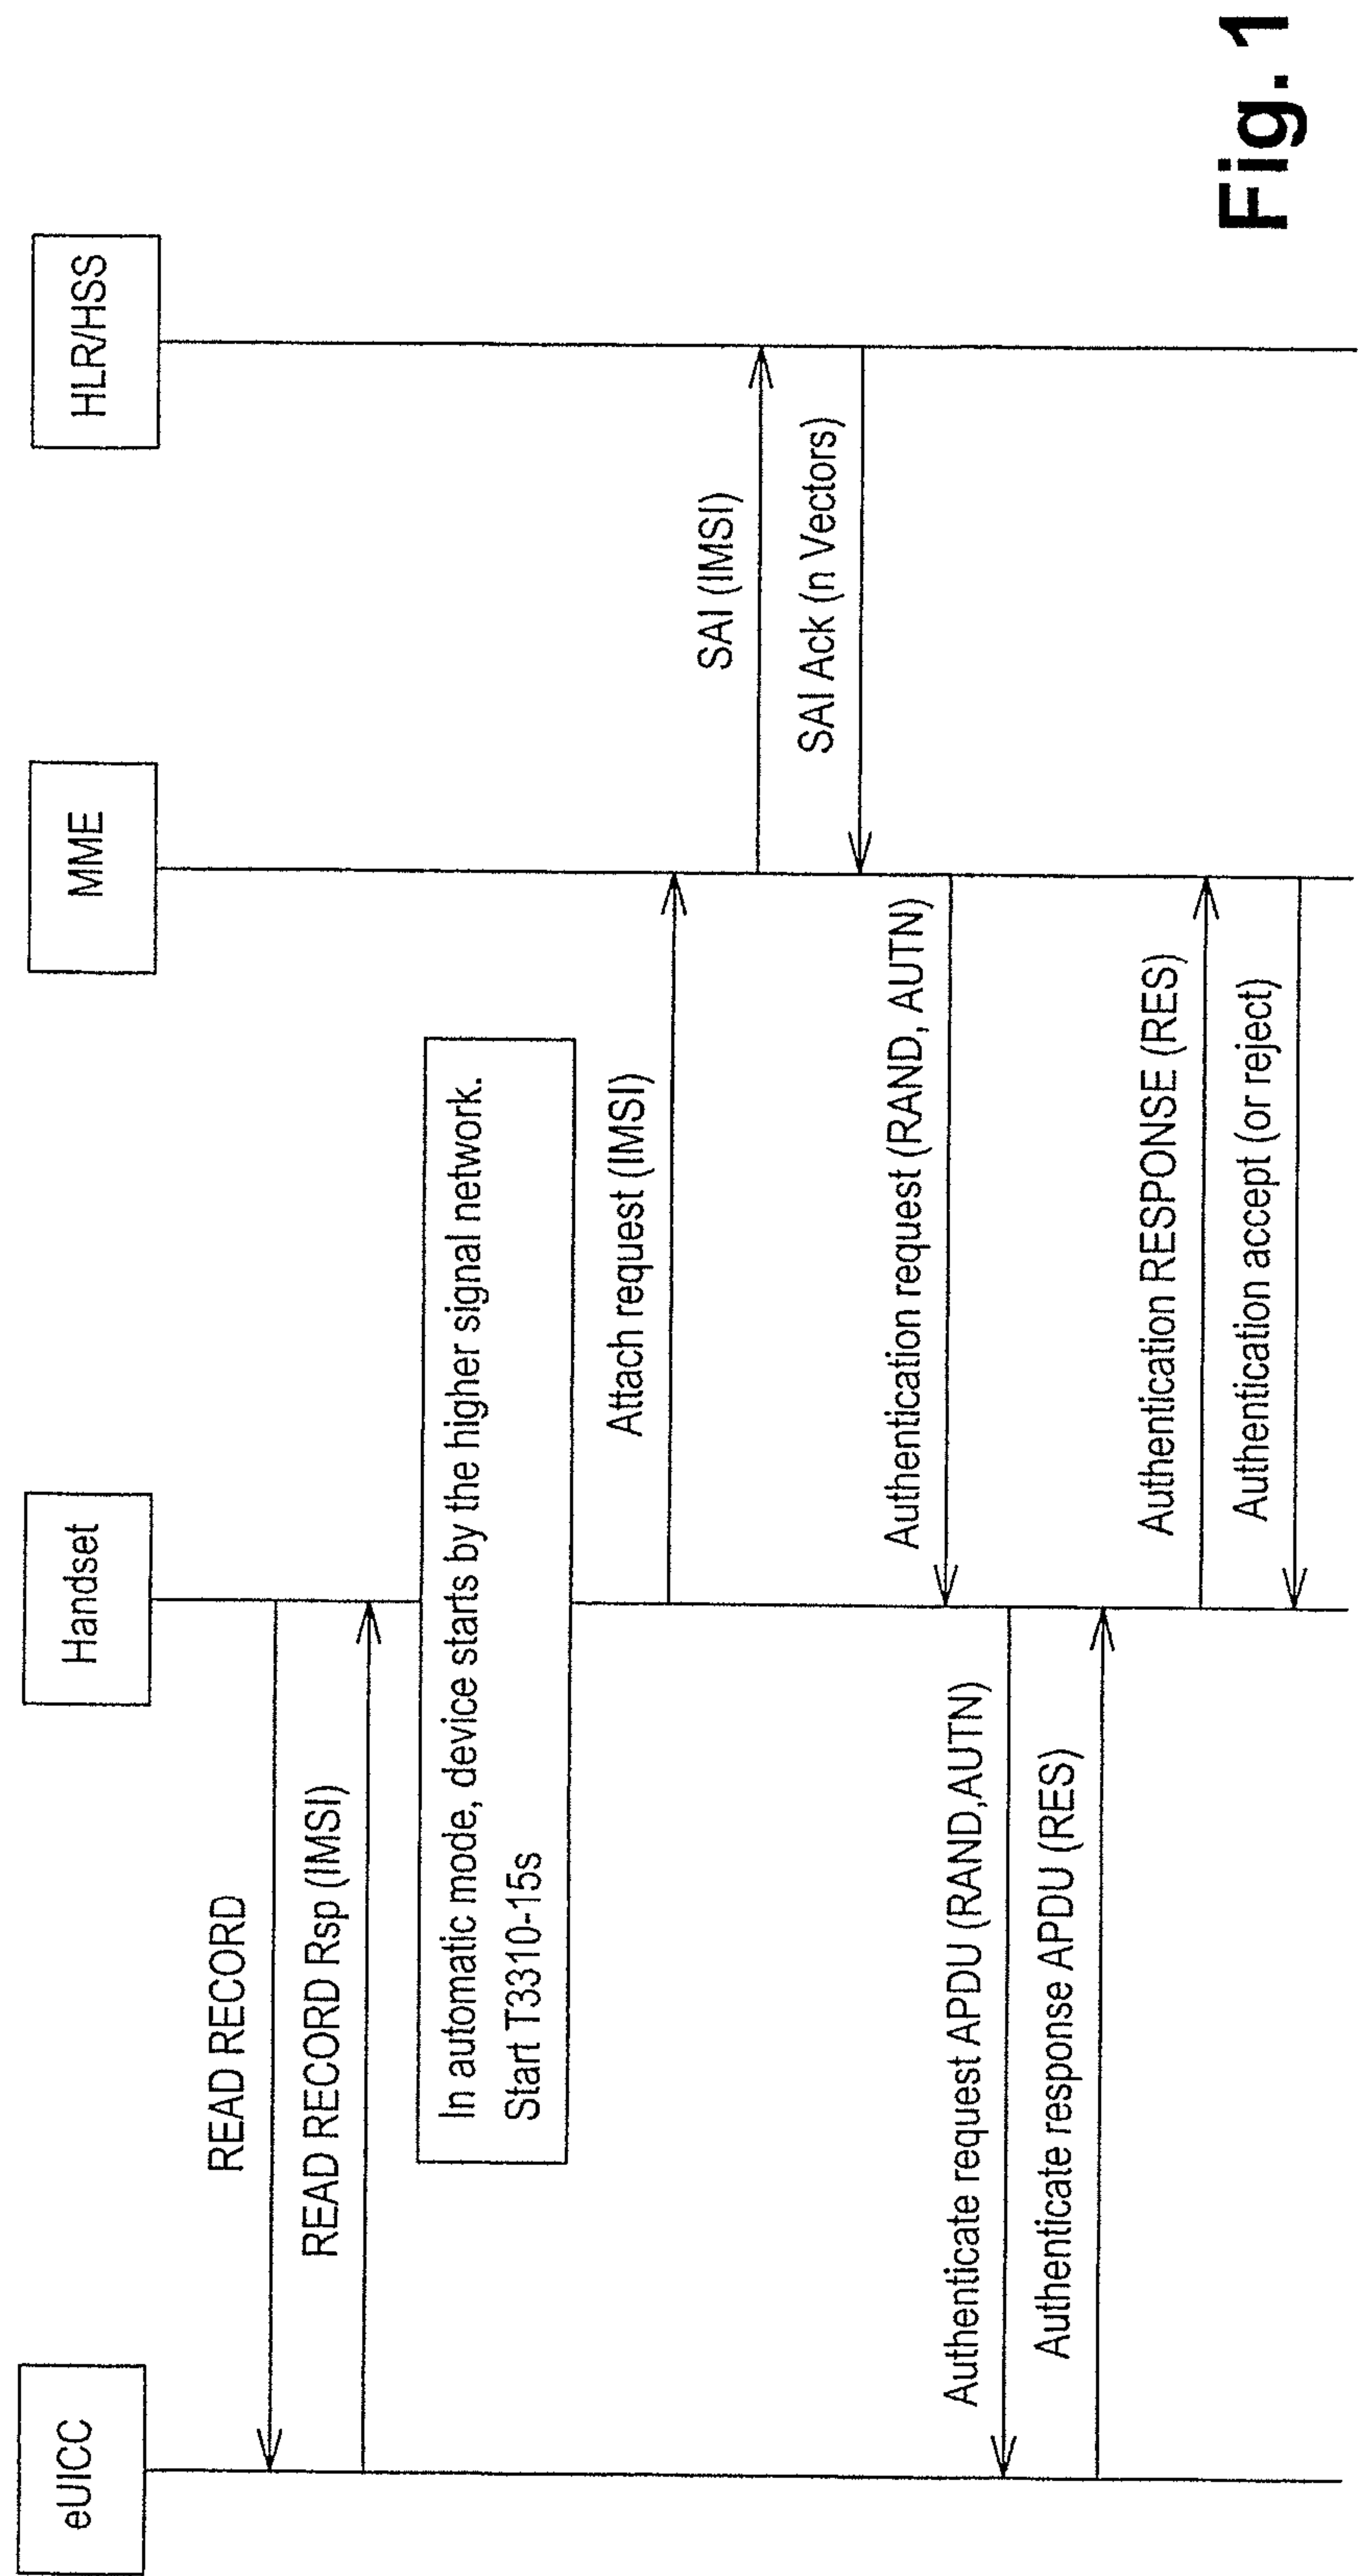 eUICC
Handset
MME
HLR/HSS
READ RECORD
READ RECORD Rsp (IMSI)
In automatic mode, device starts by the higher signal network.
Start T3310-15s
Attach request (IMSI)
SAI (IMSI)
SAI Ack (n Vectors)
Authentication request (RAND, AUTN)
Authenticate request APDU (RAND,AUTN)
Authenticate response APDU (RES)
Authentication RESPONSE (RES)
Authentication accept (or reject)
Fig. 1